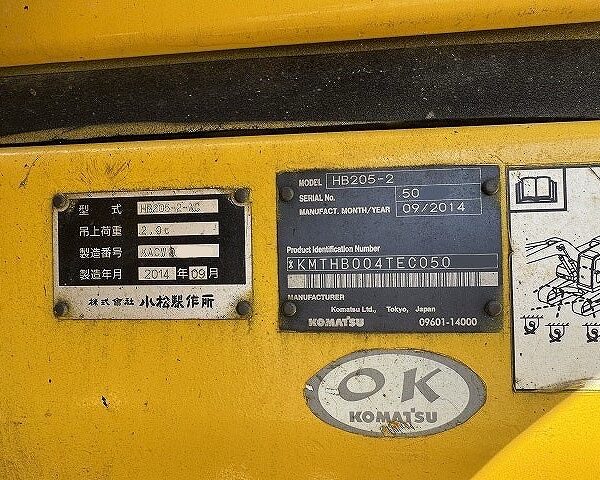 型式 HB205-2-AC
吊上荷重 2.9t
製造番号
製造年月 2014 年 09 月
株式會社 小松製作所
MODEL HB205-2
SERIAL No. 50
MANUFACT. MONTH/YEAR 09/2014
Product Identification Number
*KMTHB004TEC050
MANUFACTURER
Komatsu Ltd., Tokyo, Japan
KOMATSU 09601-14000
OK
KOMATSU